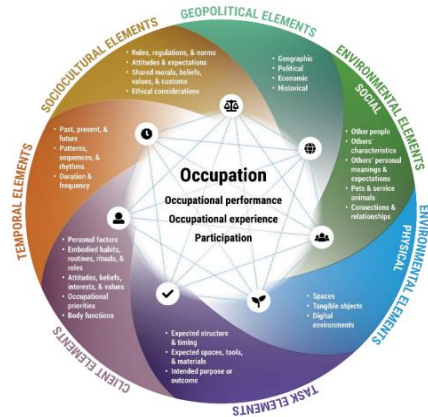 GEOPOLITICAL ELEMENTS
• Geographic
• Political
• Economic
• Historical
ENVIRONMENTAL ELEMENTS
SOCIAL
• Other people
• Others'
characteristics
• Others' personal
meanings &
expectations
• Pets & service
animals
• Connections &
relationships
ENVIRONMENTAL ELEMENTS
PHYSICAL
• Spaces
• Tangible objects
• Digital
environments
TASK ELEMENTS
• Expected structure
& timing
• Expected spaces, tools,
& materials
• Intended purpose or
outcome
CLIENT ELEMENTS
• Personal factors
• Embodied habits,
routines, rituals, &
roles
• Attitudes, beliefs,
interests, & values
• Occupational
priorities
• Body functions
TEMPORAL ELEMENTS
• Past, present, &
future
• Patterns,
sequences, &
rhythms
• Duration &
frequency
SOCIOCULTURAL ELEMENTS
• Rules, regulations, & norms
• Attitudes & expectations
• Shared morals, beliefs,
values, & customs
• Ethical considerations
Occupation
Occupational performance
Occupational experience
Participation